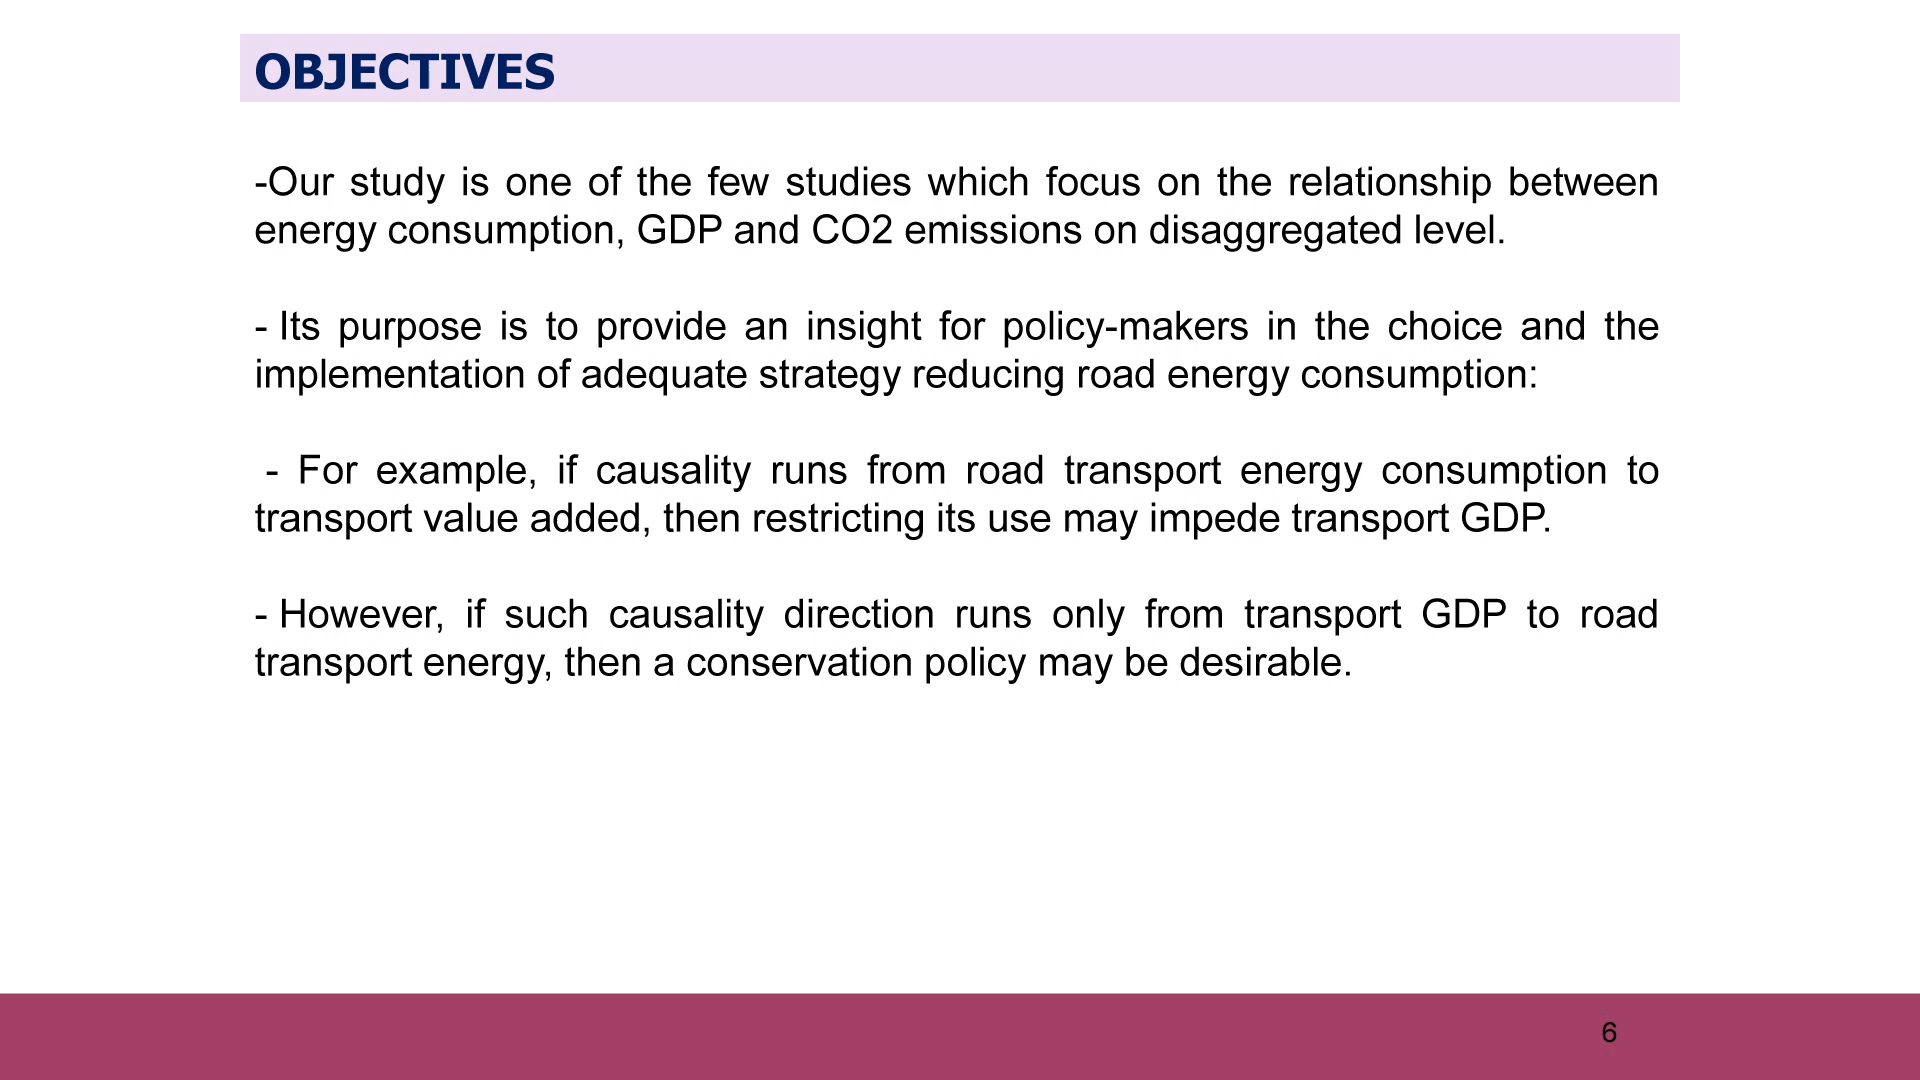 OBJECTIVES
-Our study is one of the few studies which focus on the relationship between
energy consumption, GDP and CO2 emissions on disaggregated level.
- Its purpose is to provide an insight for policy-makers in the choice and the
implementation of adequate strategy reducing road energy consumption:
- For example, if causality runs from road transport energy consumption to
transport value added, then restricting its use may impede transport GDP.
- However, if such causality direction runs only from transport GDP to road
transport energy, then a conservation policy may be desirable.
6